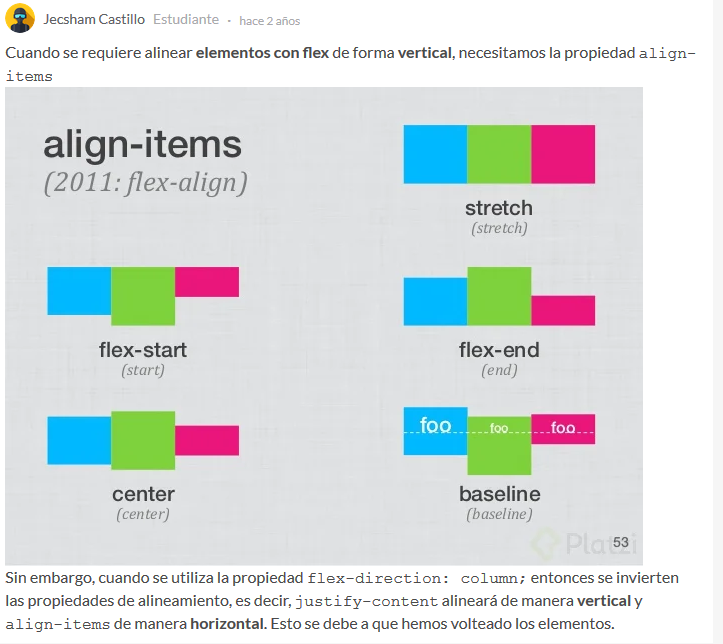 Jecsham Castillo Estudiante · hace 2 años
Cuando se requiere alinear elementos con flex de forma vertical, necesitamos la propiedad align-
items
align-items
(2011: flex-align)
stretch
(stretch)
flex-start
(start)
flex-end
(end)
foo foo foo
center
(center)
baseline
(baseline)
Platzi
53
Sin embargo, cuando se utiliza la propiedad flex-direction: column; entonces se invierten
las propiedades de alineamiento, es decir, justify-content alineará de manera vertical y
align-items de manera horizontal. Esto se debe a que hemos volteado los elementos.